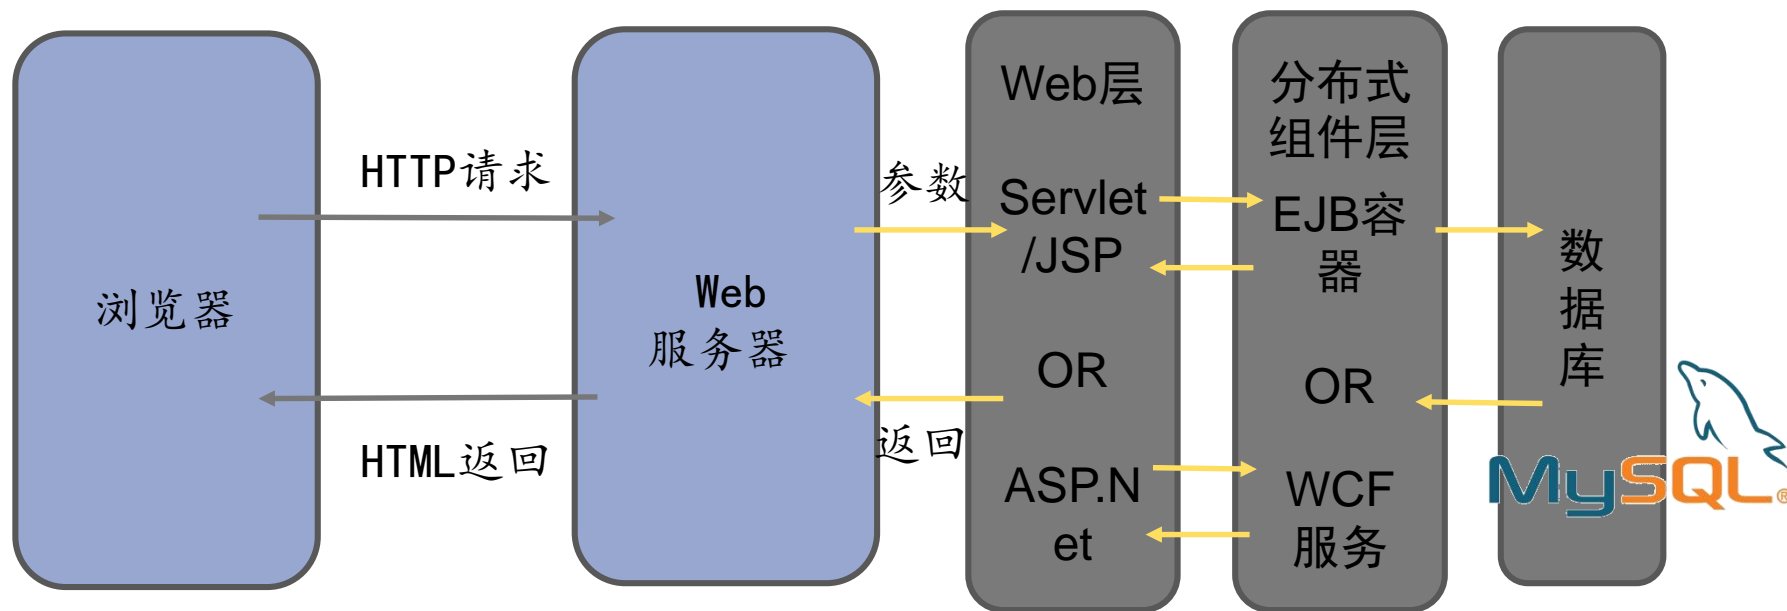 浏览器
HTTP请求
HTML返回
Web
服务器
参数
返回
Web层
Servlet
/JSP
OR
ASP.N
et
分布式
组件层
EJB容
器
OR
WCF
服务
数
据
库
MySQL®